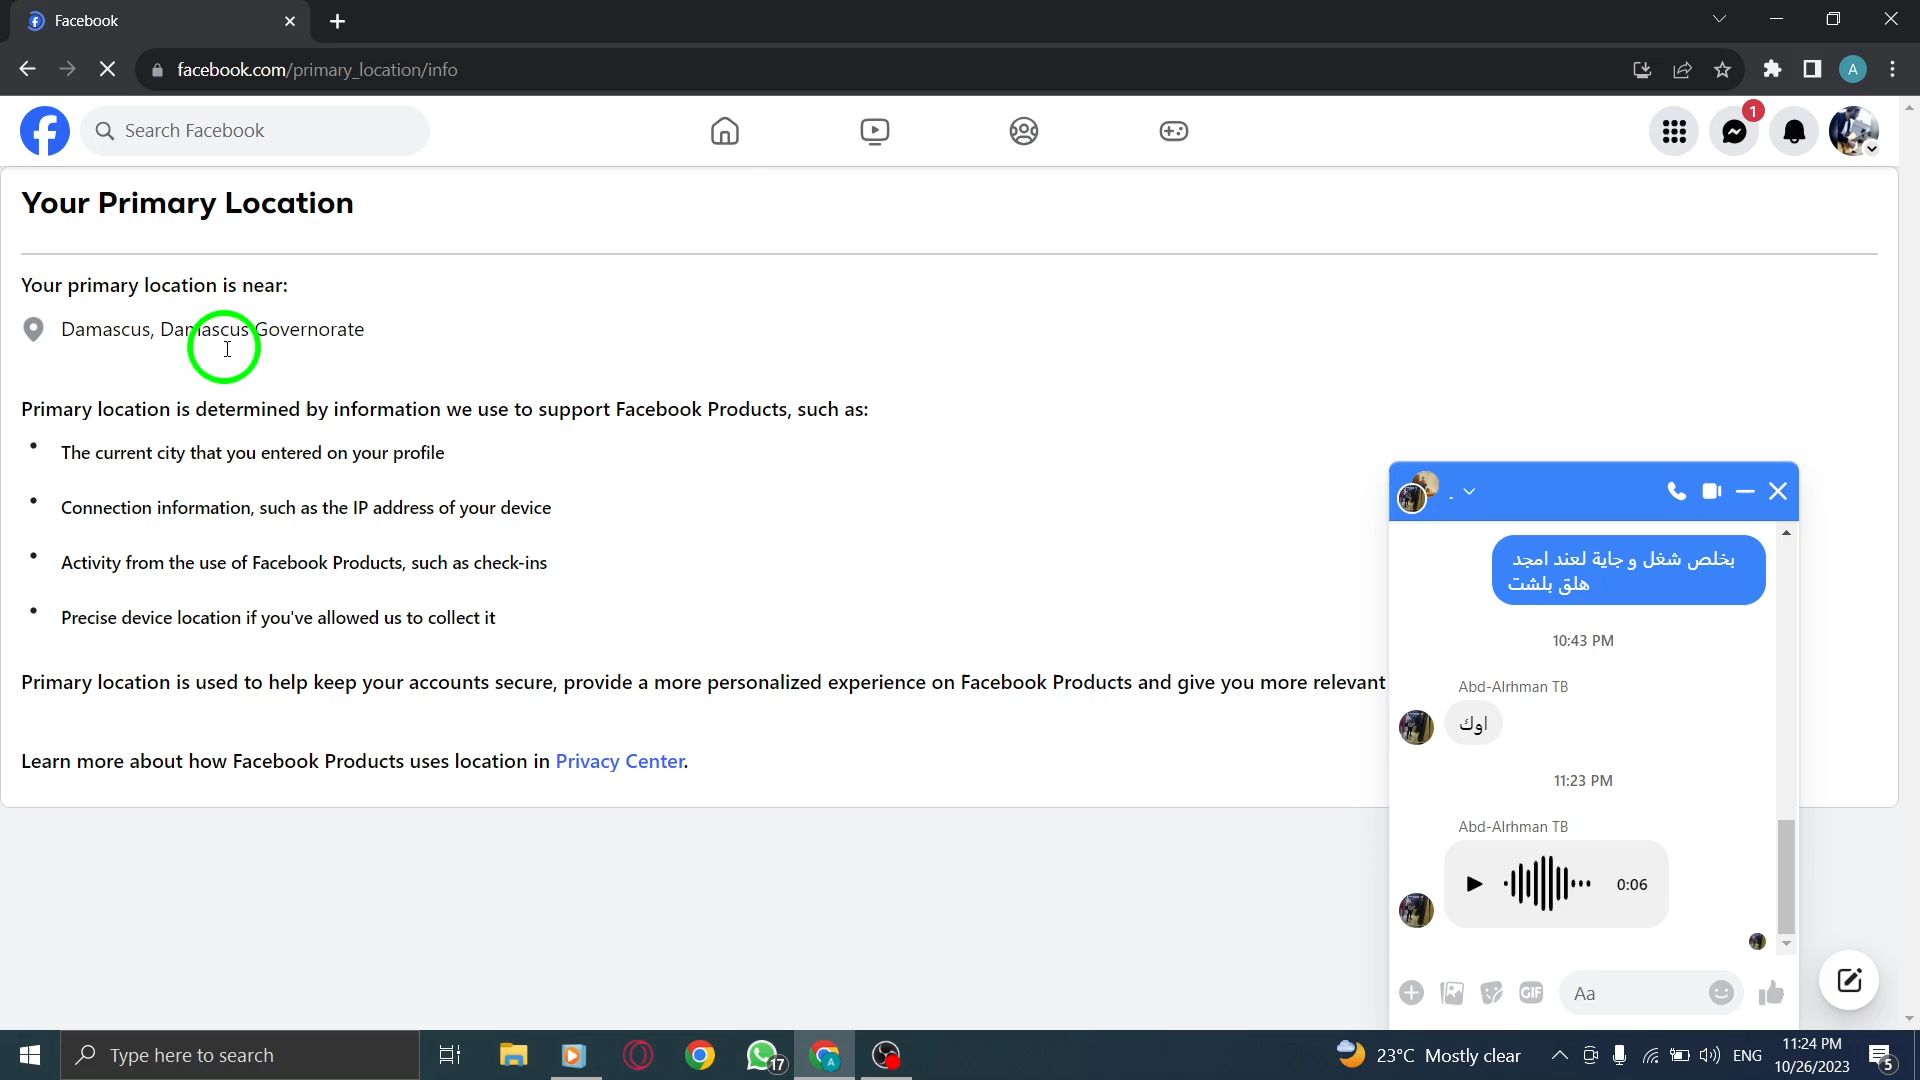 Facebook
facebook.com/primary_location/info
A
Search Facebook
1
Your Primary Location
Your primary location is near:
Damascus, Damascus Governorate
Primary location is determined by information we use to support Facebook Products, such as:
The current city that you entered on your profile
Connection information, such as the IP address of your device
Activity from the use of Facebook Products, such as check-ins
Precise device location if you've allowed us to collect it
Primary location is used to help keep your accounts secure, provide a more personalized experience on Facebook Products and give you more relevant
Learn more about how Facebook Products uses location in Privacy Center.
.
بخلص شغل و جاية لعند امجد
هلق بلشت
10:43 PM
Abd-Alrhman TB
اوك
11:23 PM
Abd-Alrhman TB
0:06
GIF
Aa
Type here to search
17
A
23°C Mostly clear
ENG
11:24 PM
10/26/2023
5